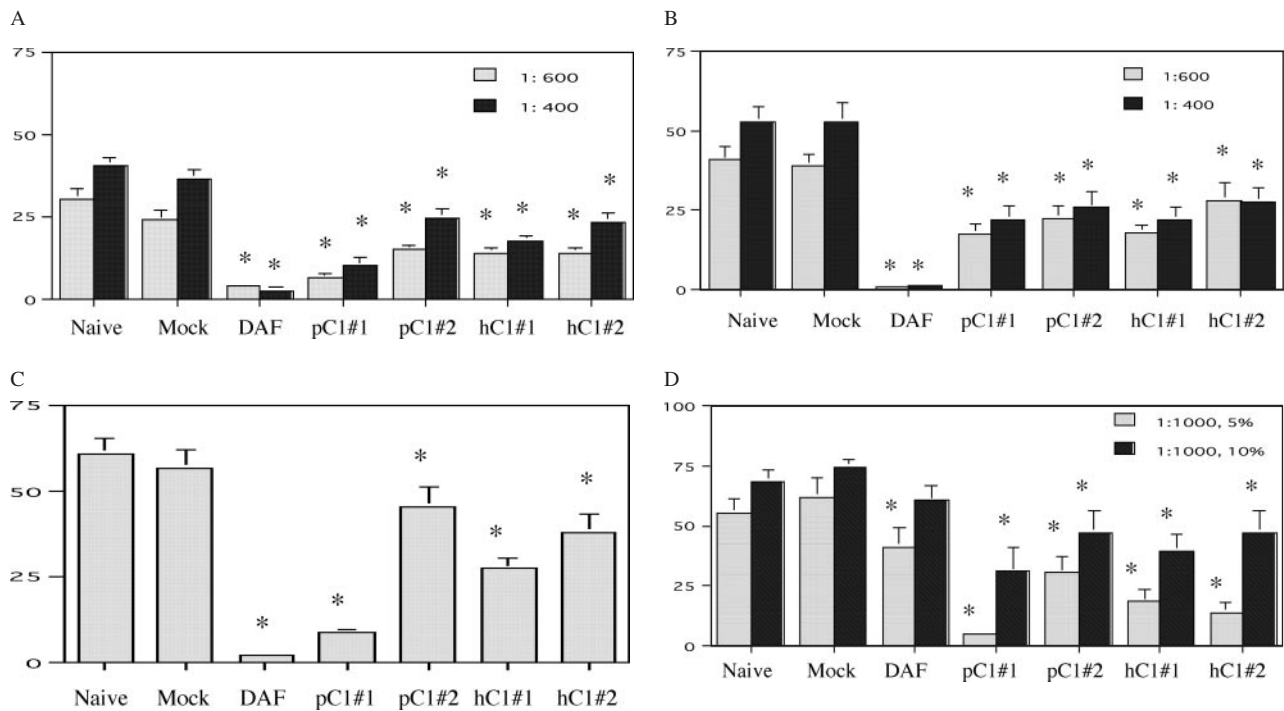 A
75
50
25
0
1: 600
1: 400
* * * * * * * * * *
Naive Mock DAF pC1#1 pC1#2 hC1#1 hC1#2
B
75
50
25
0
1:600
1: 400
* * * * * * * * * *
Naive Mock DAF pC1#1 pC1#2 hC1#1 hC1#2
C
75
50
25
0
* * * * *
Naive Mock DAF pC1#1 pC1#2 hC1#1 hC1#2
D
100
75
50
25
0
1:1000, 5%
1:1000, 10%
* * * * * * * * *
Naive Mock DAF pC1#1 pC1#2 hC1#1 hC1#2